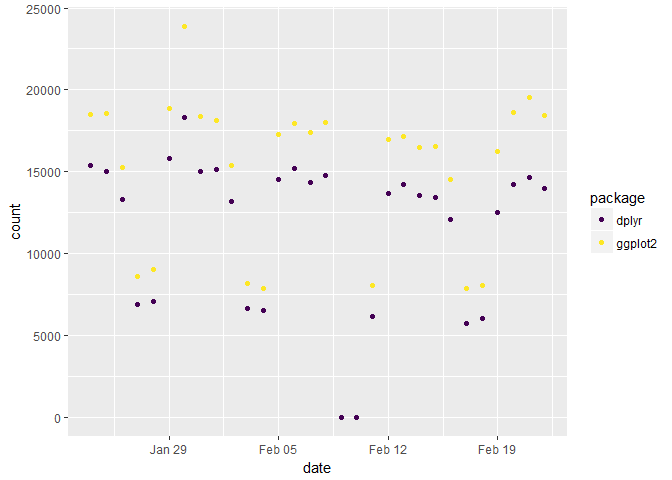 25000
20000
15000
10000
5000
0
count
Jan 29
Feb 05
Feb 12
Feb 19
date
package
dplyr
ggplot2